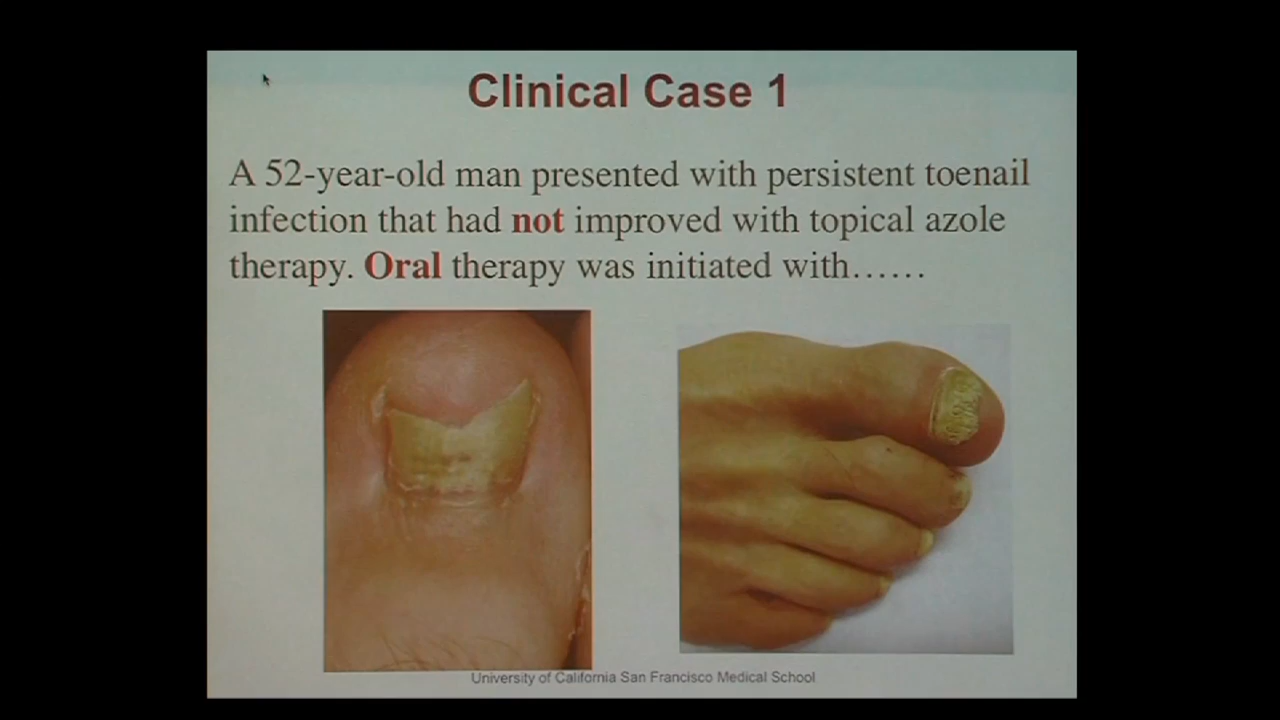 Clinical Case 1
A 52-year-old man presented with persistent toenail
infection that had not improved with topical azole
therapy. Oral therapy was initiated with……
University of California San Francisco Medical School